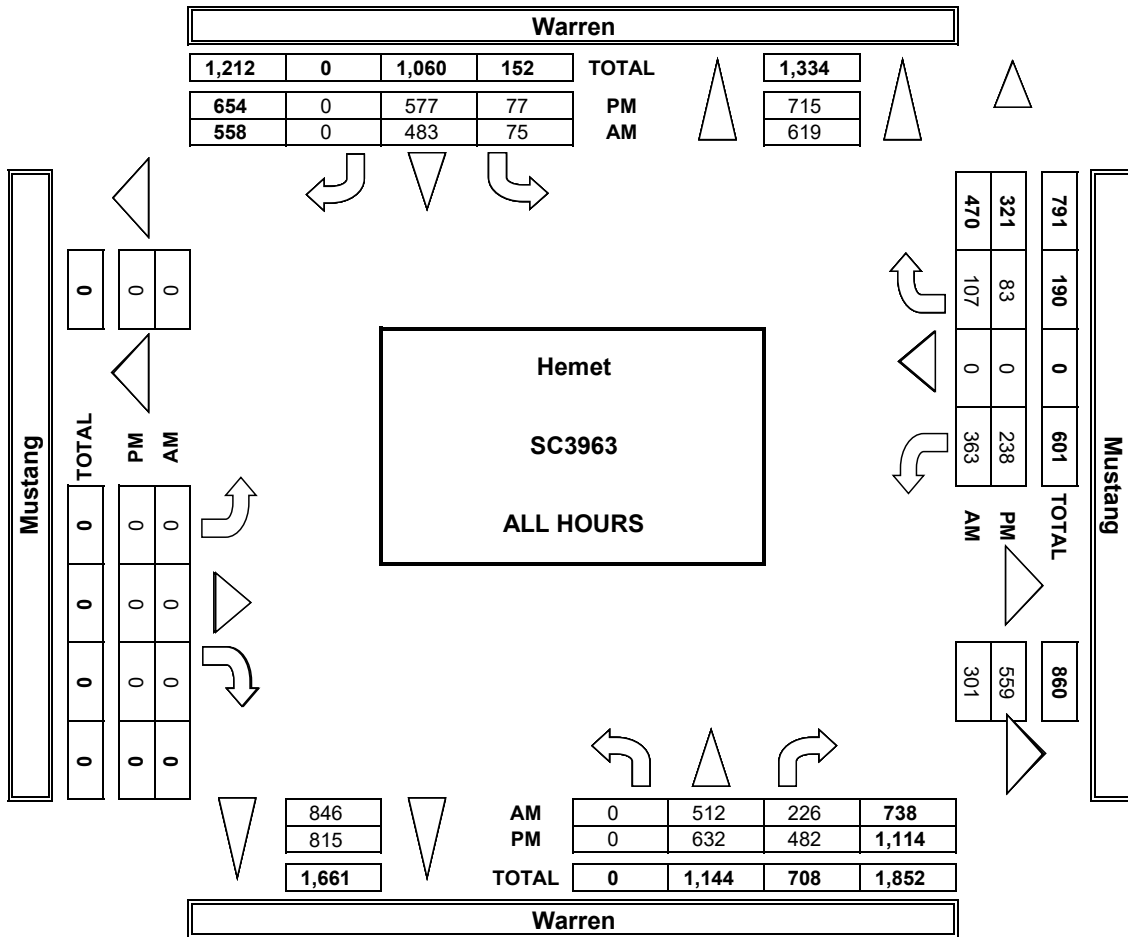 Warren
1,212 0 1,060 152 TOTAL 1,334
654 0 577 77 PM 715
558 0 483 75 AM 619
Mustang
0 0 0
TOTAL PM AM
0 0 0
0 0 0
0 0 0
0 0 0
Hemet
SC3963
ALL HOURS
791 190 0 601 TOTAL 860
321 83 0 238 PM 559
470 107 0 363 AM 301
Mustang
846 AM 0 512 226 738
815 PM 0 632 482 1,114
1,661 TOTAL 0 1,144 708 1,852
Warren